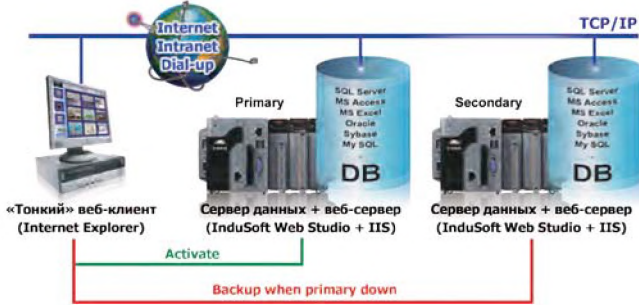 TCP/IP
Internet
Intranet
Dial-up
Primary
SQL Server
MS Access
MS Excel
Oracle
Sybase
My SQL
DB
Secondary
SQL Server
MS Access
MS Excel
Oracle
Sybase
My SQL
DB
«Тонкий» веб-клиент
(Internet Explorer)
Сервер данных + веб-сервер
(InduSoft Web Studio + IIS)
Сервер данных + веб-сервер
(InduSoft Web Studio + IIS)
Activate
Backup when primary down